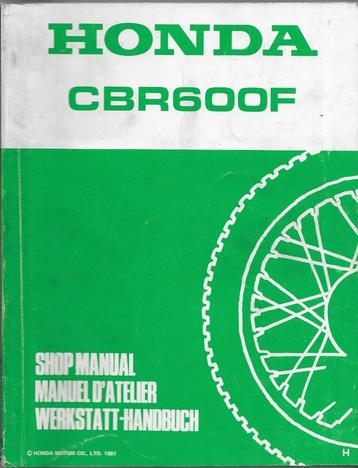 HONDA
CBR600F
SHOP MANUAL
MANUEL D'ATELIER
WERKSTATT-HANDBUCH
© HONDA MOTOR CO., LTD. 1987
H